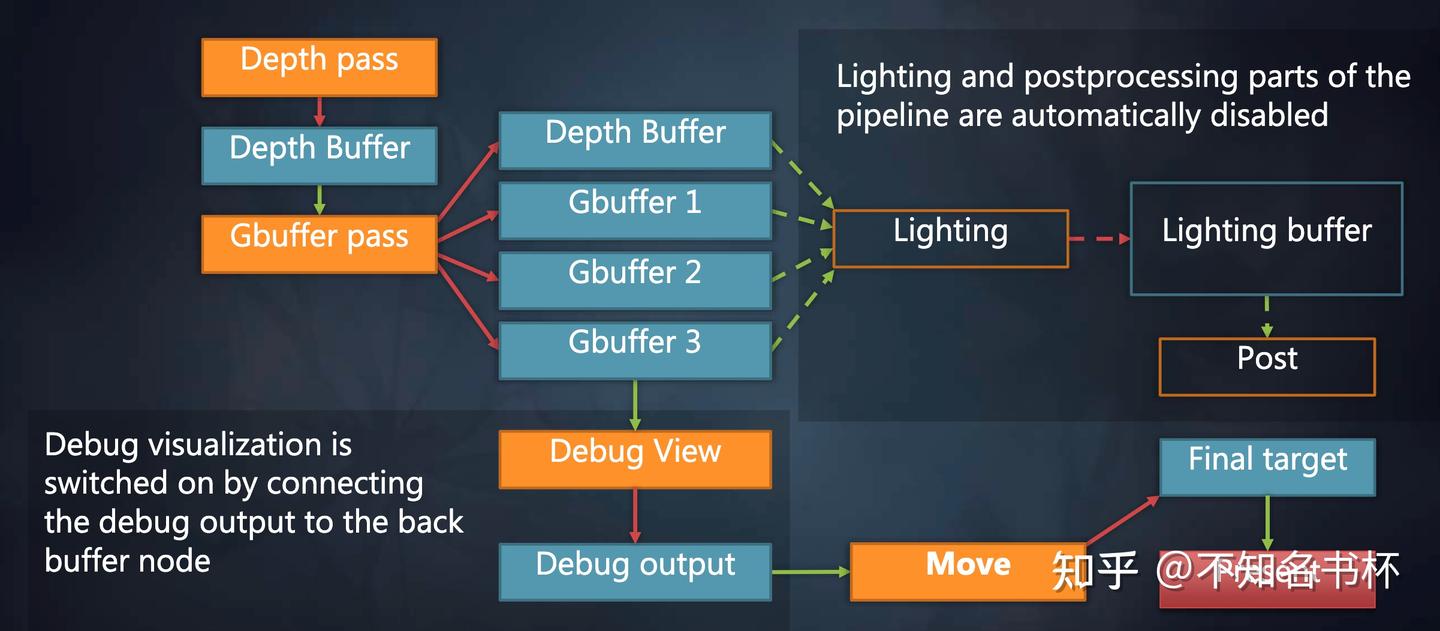 Depth pass
Depth Buffer
Gbuffer pass
Depth Buffer
Gbuffer 1
Gbuffer 2
Gbuffer 3
Lighting and postprocessing parts of the
pipeline are automatically disabled
Lighting
Lighting buffer
Post
Debug visualization is
switched on by connecting
the debug output to the back
buffer node
Debug View
Debug output
Move
Final target
Present
知乎 @不知名书杯